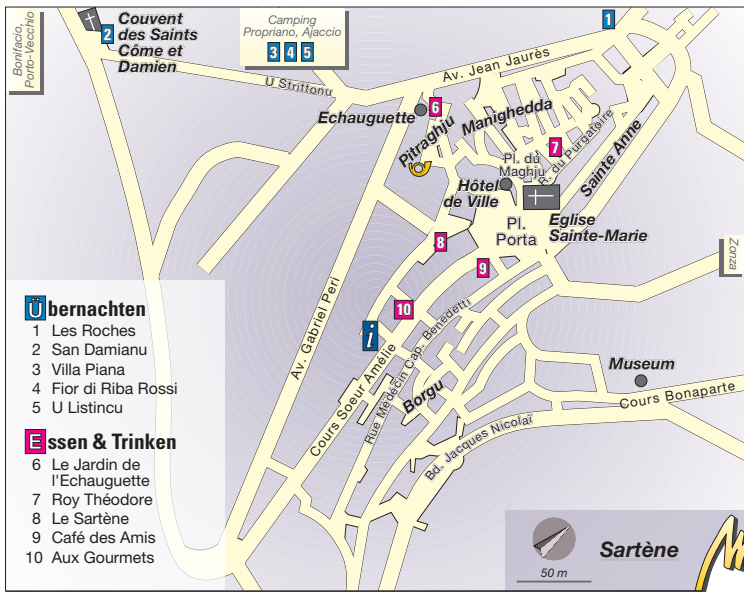 Bonifacio,
Porto-Vecchio
Couvent
des Saints
Côme et
Damien
2
Camping
Propriano, Ajaccio
3 4 5
1
U Strittonu
Av. Jean Jaurès
Echauguette
6
Pitraghju
Manighedda
7
Pl. du
Maghju
R. du Purgatoire
Sainte Anne
Hôtel
de Ville
Pl.
Porta
Eglise
Sainte-Marie
8
9
Zonza
10
i
Av. Gabriel Peri
Cours Soeur Amélie
Rue Médecin Cap. Benedetti
Borgu
Museum
Cours Bonaparte
Bd. Jacques Nicolaï
Übernachten
1 Les Roches
2 San Damianu
3 Villa Piana
4 Fior di Riba Rossi
5 U Listincu
Essen & Trinken
6 Le Jardin de
l'Echauguette
7 Roy Théodore
8 Le Sartène
9 Café des Amis
10 Aux Gourmets
50 m
Sartène